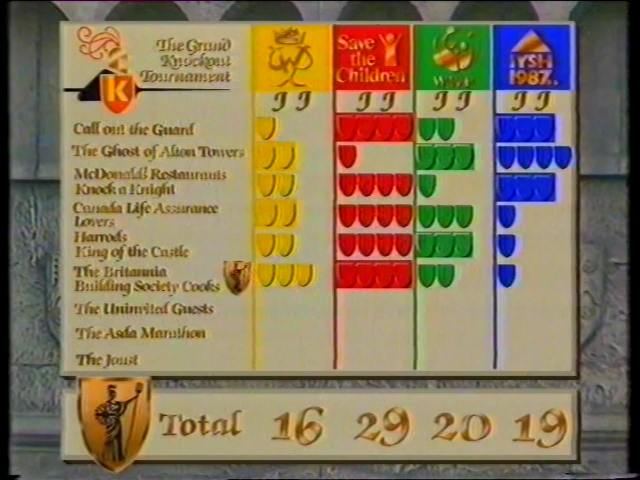 The Grand
Knockout
Tournament
K
Save
the
Children
WWF
IYSH
1987
J J J J J J J J
Call out the Guard
The Ghost of Alton Towers
McDonald! Restaurants
Knock a Knight
Canada Life Assurance
Lovers
Harrods
King of the Castle
The Britannia
Building Society Cooks
The Uninvited Guests
The Asda Marathon
The Joust
Total 16 29 20 19